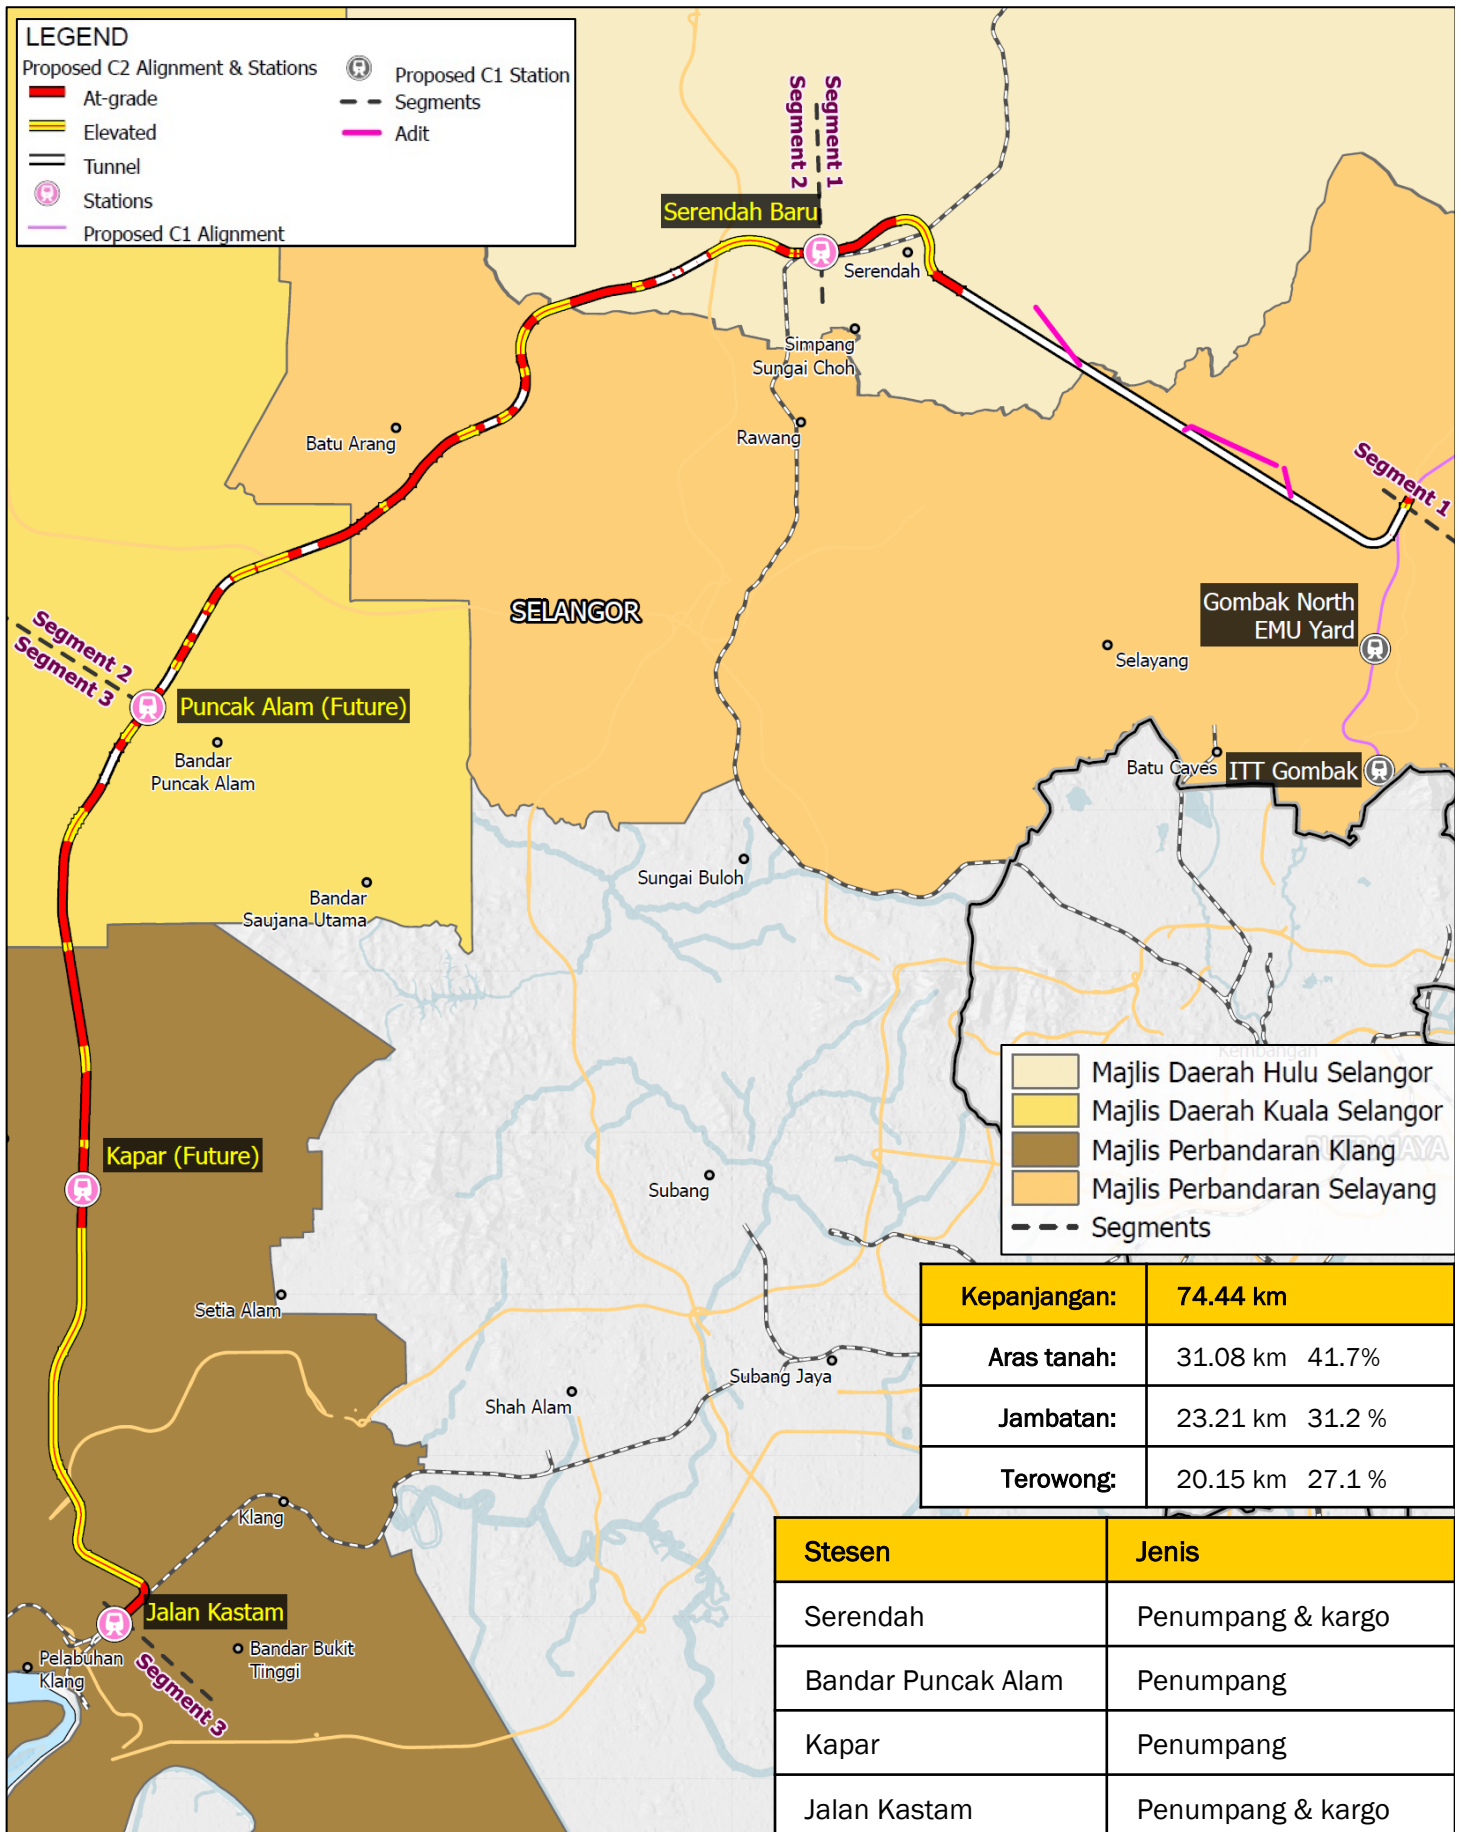 LEGEND
Proposed C2 Alignment & Stations
At-grade
Elevated
Tunnel
Stations
Proposed C1 Alignment
Proposed C1 Station
Segments
Adit
Segment 2
Segment 1
Serendah Baru
Serendah
Simpang
Sungai Choh
Batu Arang
Rawang
Segment 1
SELANGOR
Gombak North
EMU Yard
Selayang
Segment 2
Segment 3
Puncak Alam (Future)
Bandar
Puncak Alam
Batu Caves
ITT Gombak
Sungai Buloh
Bandar
Saujana Utama
Kembangan
Majlis Daerah Hulu Selangor
Majlis Daerah Kuala Selangor
Majlis Perbandaran Klang
PUTRAJAYA
Majlis Perbandaran Selayang
Segments
Kapar (Future)
Subang
Setia Alam
Subang Jaya
Shah Alam
Klang
Jalan Kastam
Pelabuhan
Klang
Bandar Bukit
Tinggi
Segment 3
Kepanjangan: 74.44 km
Aras tanah: 31.08 km 41.7%
Jambatan: 23.21 km 31.2 %
Terowong: 20.15 km 27.1 %
Stesen Jenis
Serendah Penumpang & kargo
Bandar Puncak Alam Penumpang
Kapar Penumpang
Jalan Kastam Penumpang & kargo